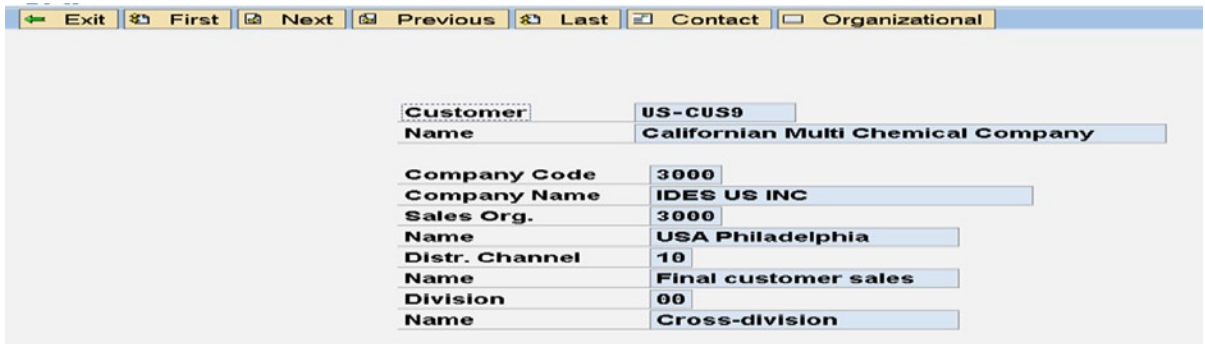 Exit First Next Previous Last Contact Organizational
Customer US-CUS9
Name Californian Multi Chemical Company
Company Code 3000
Company Name IDES US INC
Sales Org. 3000
Name USA Philadelphia
Distr. Channel 10
Name Final customer sales
Division 00
Name Cross-division